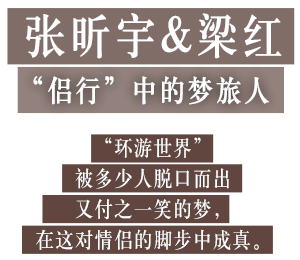 张昕宇&梁红
“侣行”中的梦旅人
“环游世界”
被多少人脱口而出
又付之一笑的梦，
在这对情侣的脚步中成真。